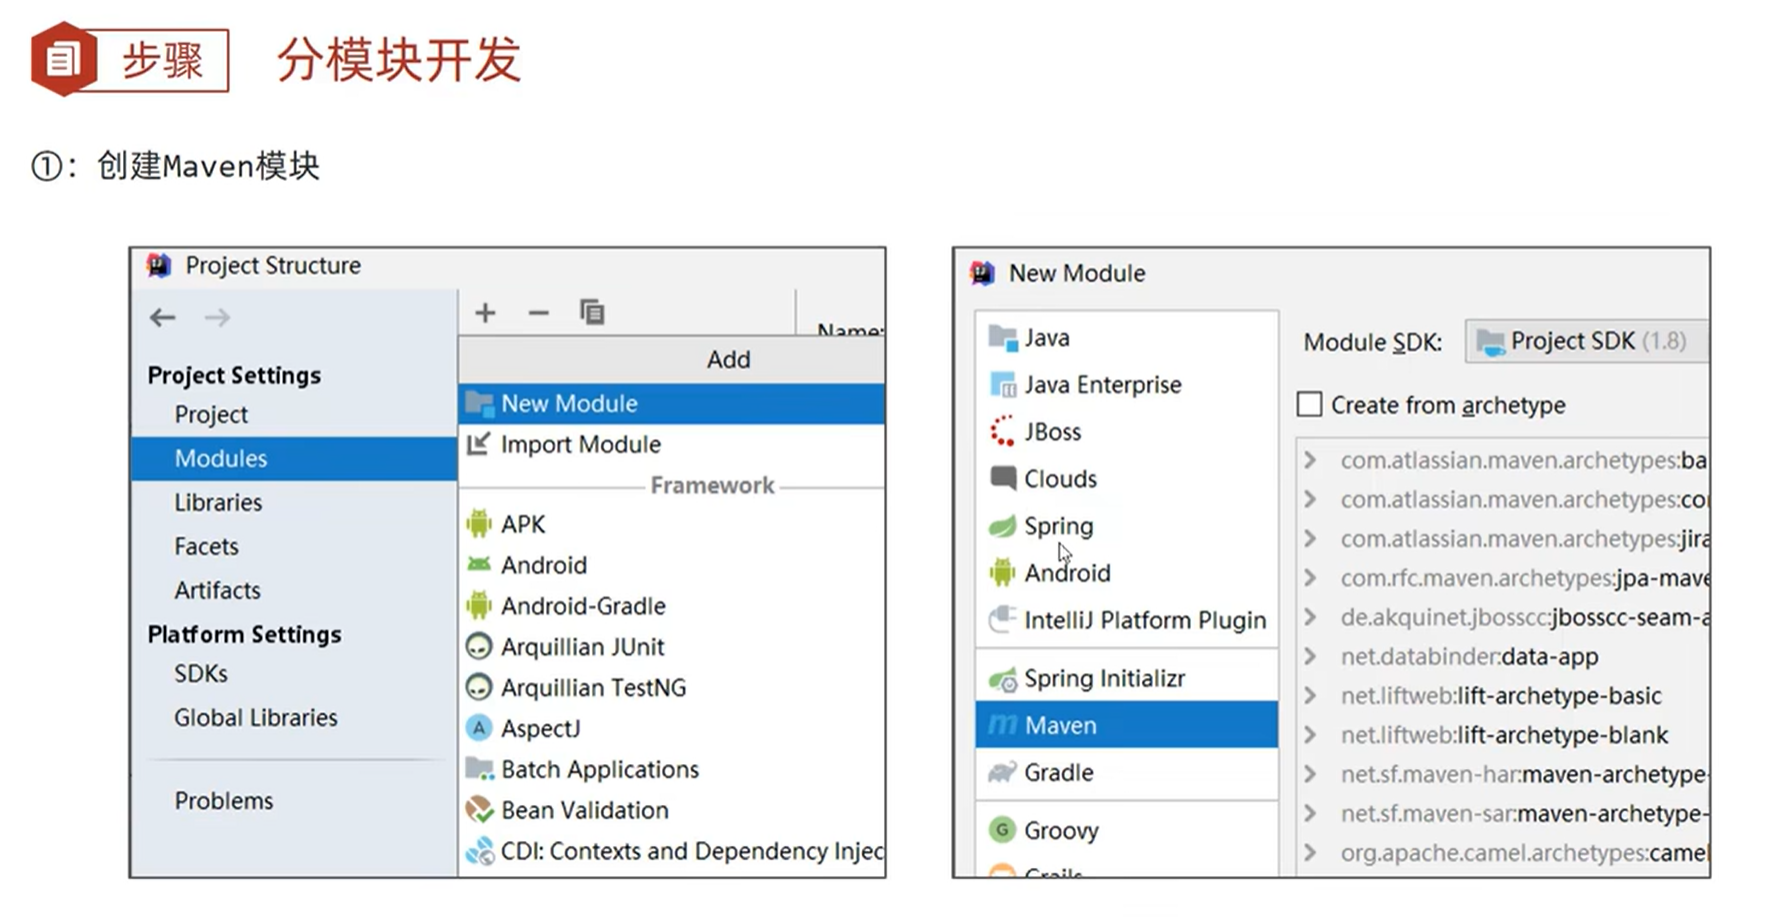 步骤
分模块开发
①：创建Maven模块
Project Structure
Name:
Project Settings
Project
Modules
Libraries
Facets
Artifacts
Platform Settings
SDKs
Global Libraries
Problems
Add
New Module
Import Module
Framework
APK
Android
Android-Gradle
Arquillian JUnit
Arquillian TestNG
AspectJ
Batch Applications
Bean Validation
CDI: Contexts and Dependency Injec
New Module
Java
Java Enterprise
JBoss
Clouds
Spring
Android
IntelliJ Platform Plugin
Spring Initializr
Maven
Gradle
Groovy
Grails
Module SDK: Project SDK (1.8)
Create from archetype
com.atlassian.maven.archetypes:ba
com.atlassian.maven.archetypes:co
com.atlassian.maven.archetypes:jira
com.rfc.maven.archetypes:jpa-mave
de.akquinet.jbosscc:jbosscc-seam-a
net.databinder:data-app
net.liftweb:lift-archetype-basic
net.liftweb:lift-archetype-blank
net.sf.maven-har:maven-archetype-
net.sf.maven-sar:maven-archetype-
org.apache.camel.archetypes:camel